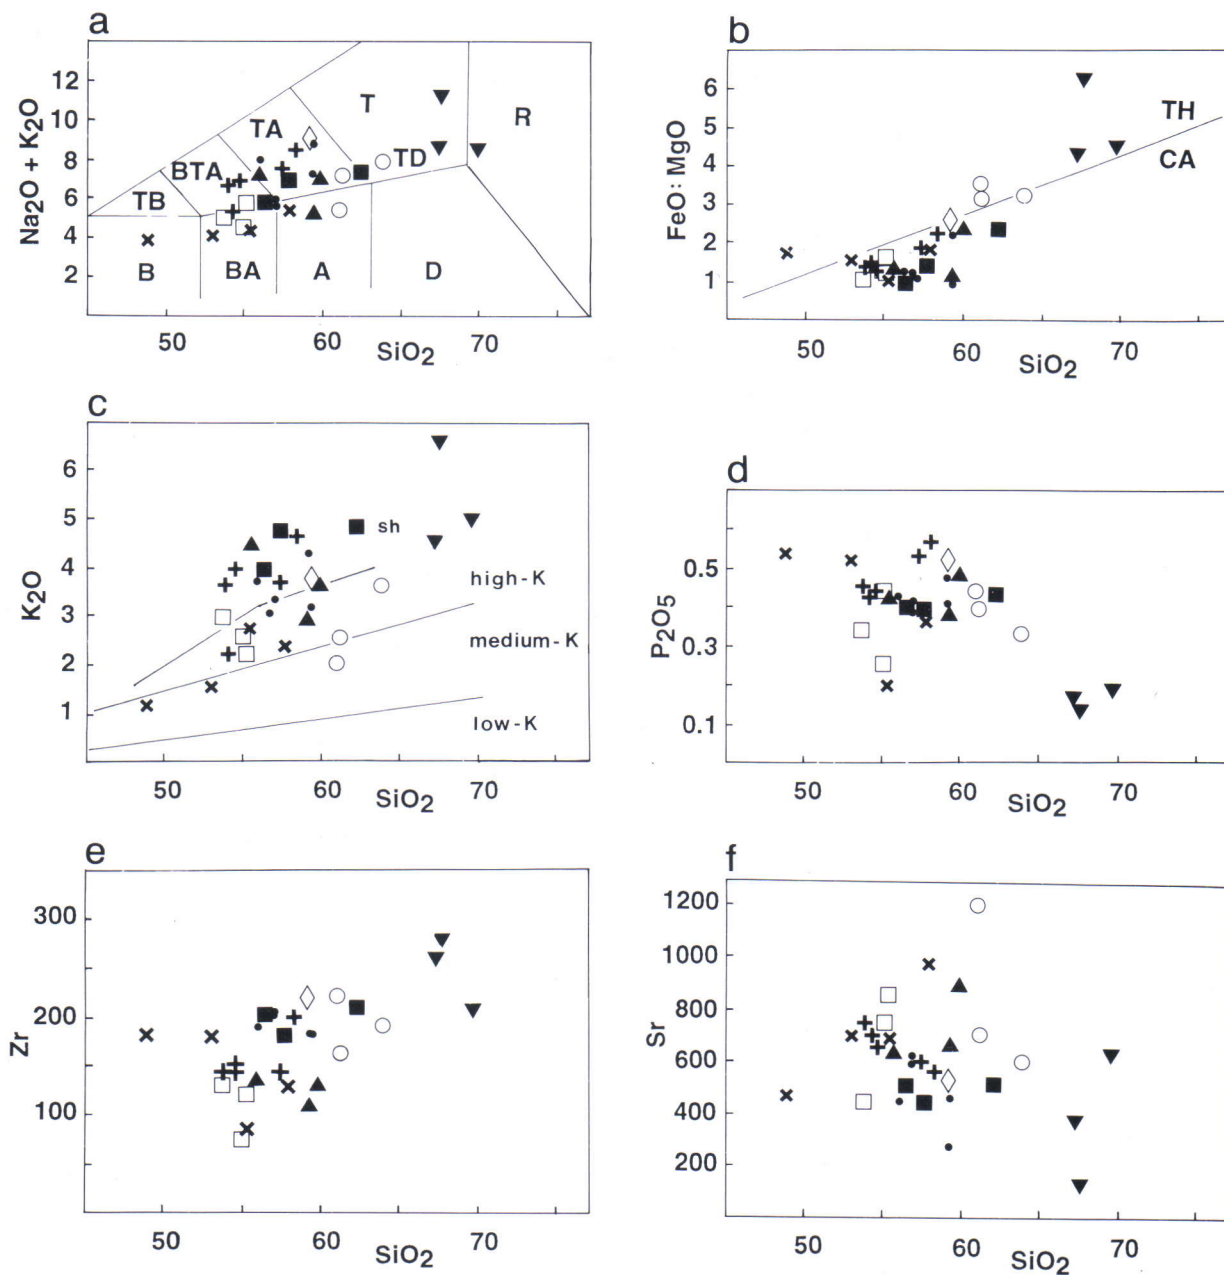 a
Na2O + K2O
12
10
8
6
4
2
TB
BTA
TA
T
TD
R
B
BA
A
D
50
60
70
SiO2
b
FeO: MgO
6
5
4
3
2
1
TH
CA
50
60
70
SiO2
c
K2O
6
5
4
3
2
1
sh
high-K
medium-K
low-K
50
60
70
SiO2
d
P2O5
0.5
0.3
0.1
50
60
70
SiO2
e
Zr
300
200
100
50
60
70
SiO2
f
Sr
1200
1000
800
600
400
200
50
60
70
SiO2